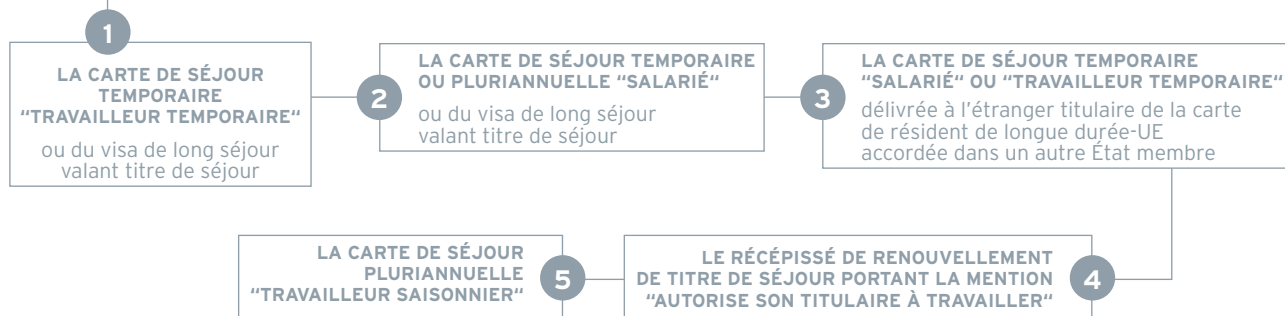 1
LA CARTE DE SÉJOUR
TEMPORAIRE
“TRAVAILLEUR TEMPORAIRE“
ou du visa de long séjour
valant titre de séjour
2
LA CARTE DE SÉJOUR TEMPORAIRE
OU PLURIANNUELLE “SALARIÉ“
ou du visa de long séjour
valant titre de séjour
3
LA CARTE DE SÉJOUR TEMPORAIRE
“SALARIÉ“ OU “TRAVAILLEUR TEMPORAIRE“
délivrée à l’étranger titulaire de la carte
de résident de longue durée-UE
accordée dans un autre État membre
4
LE RÉCÉPISSÉ DE RENOUVELLEMENT
DE TITRE DE SÉJOUR PORTANT LA MENTION
“AUTORISE SON TITULAIRE À TRAVAILLER“
5
LA CARTE DE SÉJOUR
PLURIANNUELLE
“TRAVAILLEUR SAISONNIER“